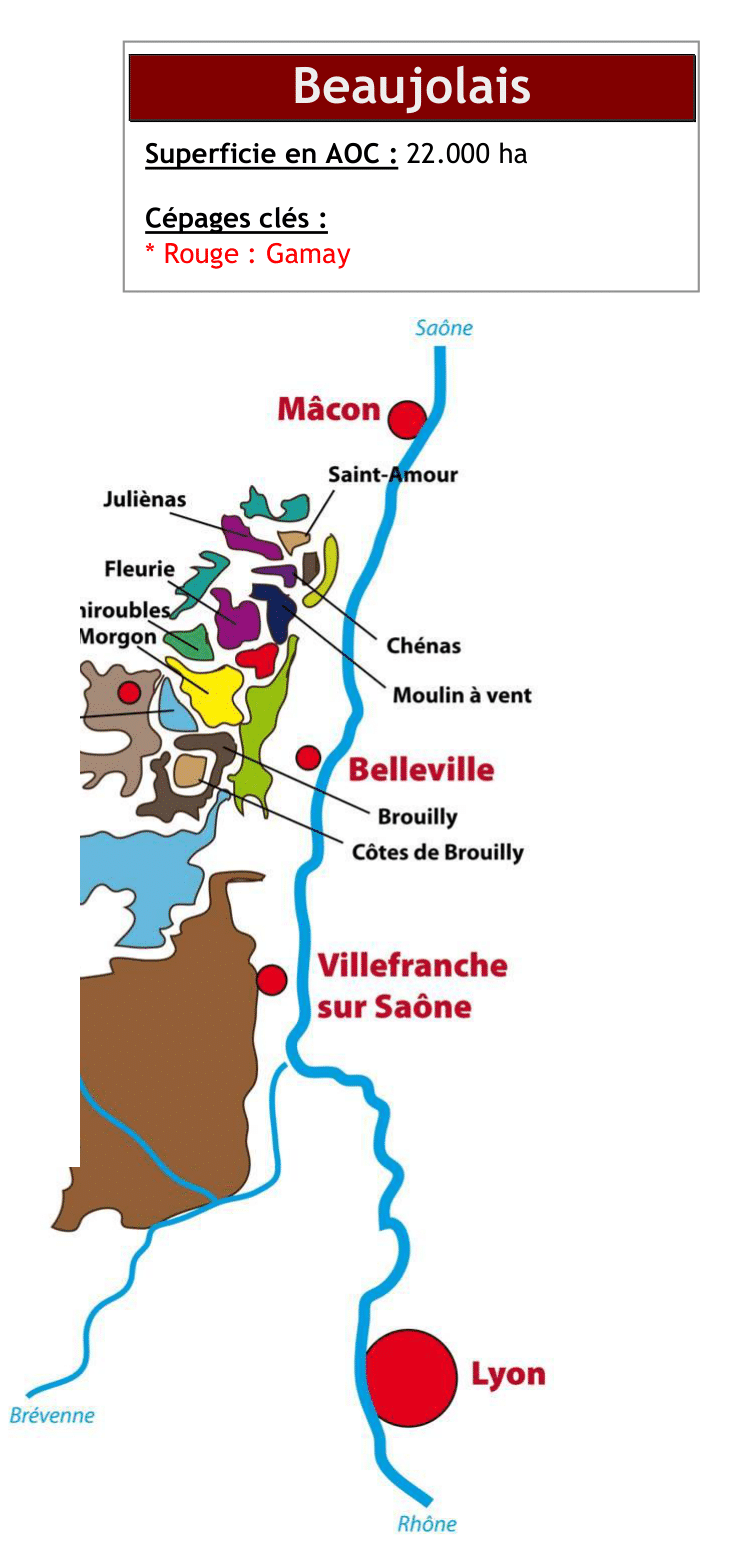 Beaujolais
Superficie en AOC : 22.000 ha
Cépages clés :
* Rouge : Gamay
Saône
Mâcon
Saint-Amour
Juliènas
Fleurie
hiroubles
Morgon
Chénas
Moulin à vent
Belleville
Brouilly
Côtes de Brouilly
Villefranche
sur Saône
Lyon
Brévenne
Rhône